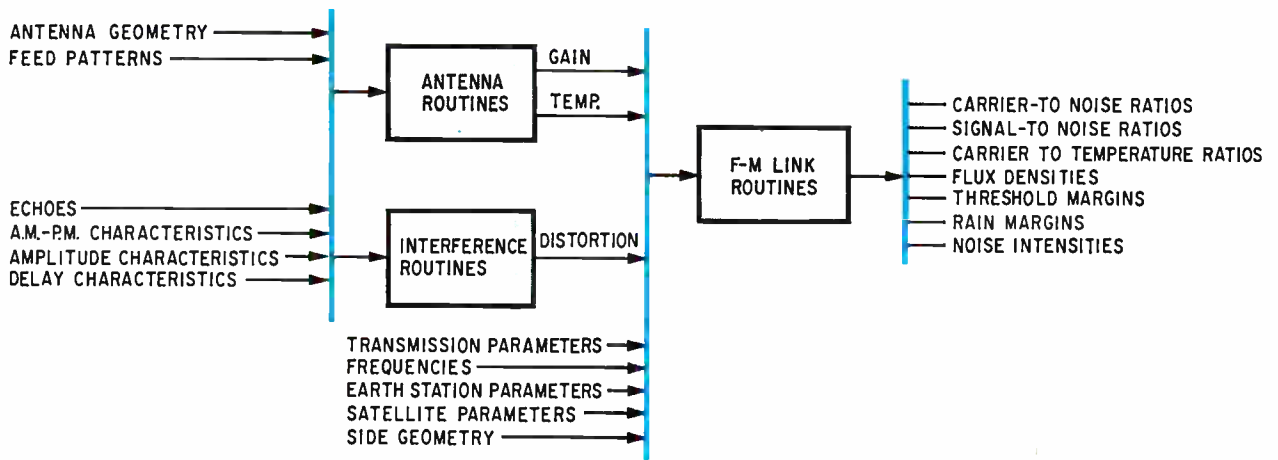 ANTENNA GEOMETRY
FEED PATTERNS
ANTENNA
ROUTINES
GAIN
TEMP.
ECHOES
A.M.-P.M. CHARACTERISTICS
AMPLITUDE CHARACTERISTICS
DELAY CHARACTERISTICS
INTERFERENCE
ROUTINES
DISTORTION
TRANSMISSION PARAMETERS
FREQUENCIES
EARTH STATION PARAMETERS
SATELLITE PARAMETERS
SIDE GEOMETRY
F-M LINK
ROUTINES
CARRIER-TO NOISE RATIOS
SIGNAL-TO NOISE RATIOS
CARRIER TO TEMPERATURE RATIOS
FLUX DENSITIES
THRESHOLD MARGINS
RAIN MARGINS
NOISE INTENSITIES